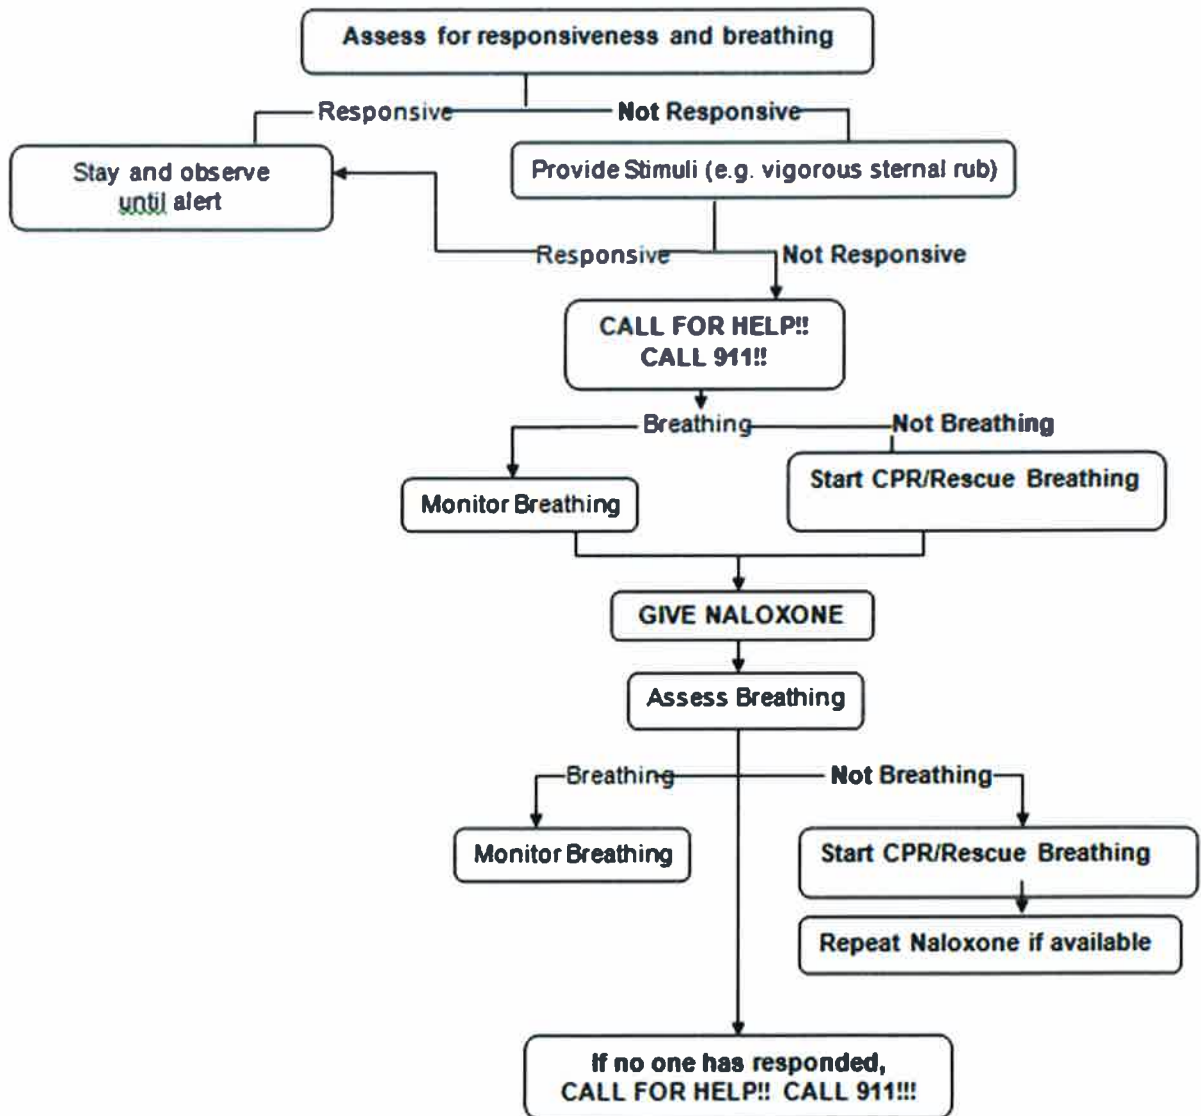 Assess for responsiveness and breathing
Responsive
Not Responsive
Stay and observe
until alert
Provide Stimuli (e.g. vigorous sternal rub)
Responsive
Not Responsive
CALL FOR HELP!!
CALL 911!!
Breathing
Not Breathing
Monitor Breathing
Start CPR/Rescue Breathing
GIVE NALOXONE
Assess Breathing
Breathing
Not Breathing
Monitor Breathing
Start CPR/Rescue Breathing
Repeat Naloxone if available
If no one has responded,
CALL FOR HELP!! CALL 911!!!